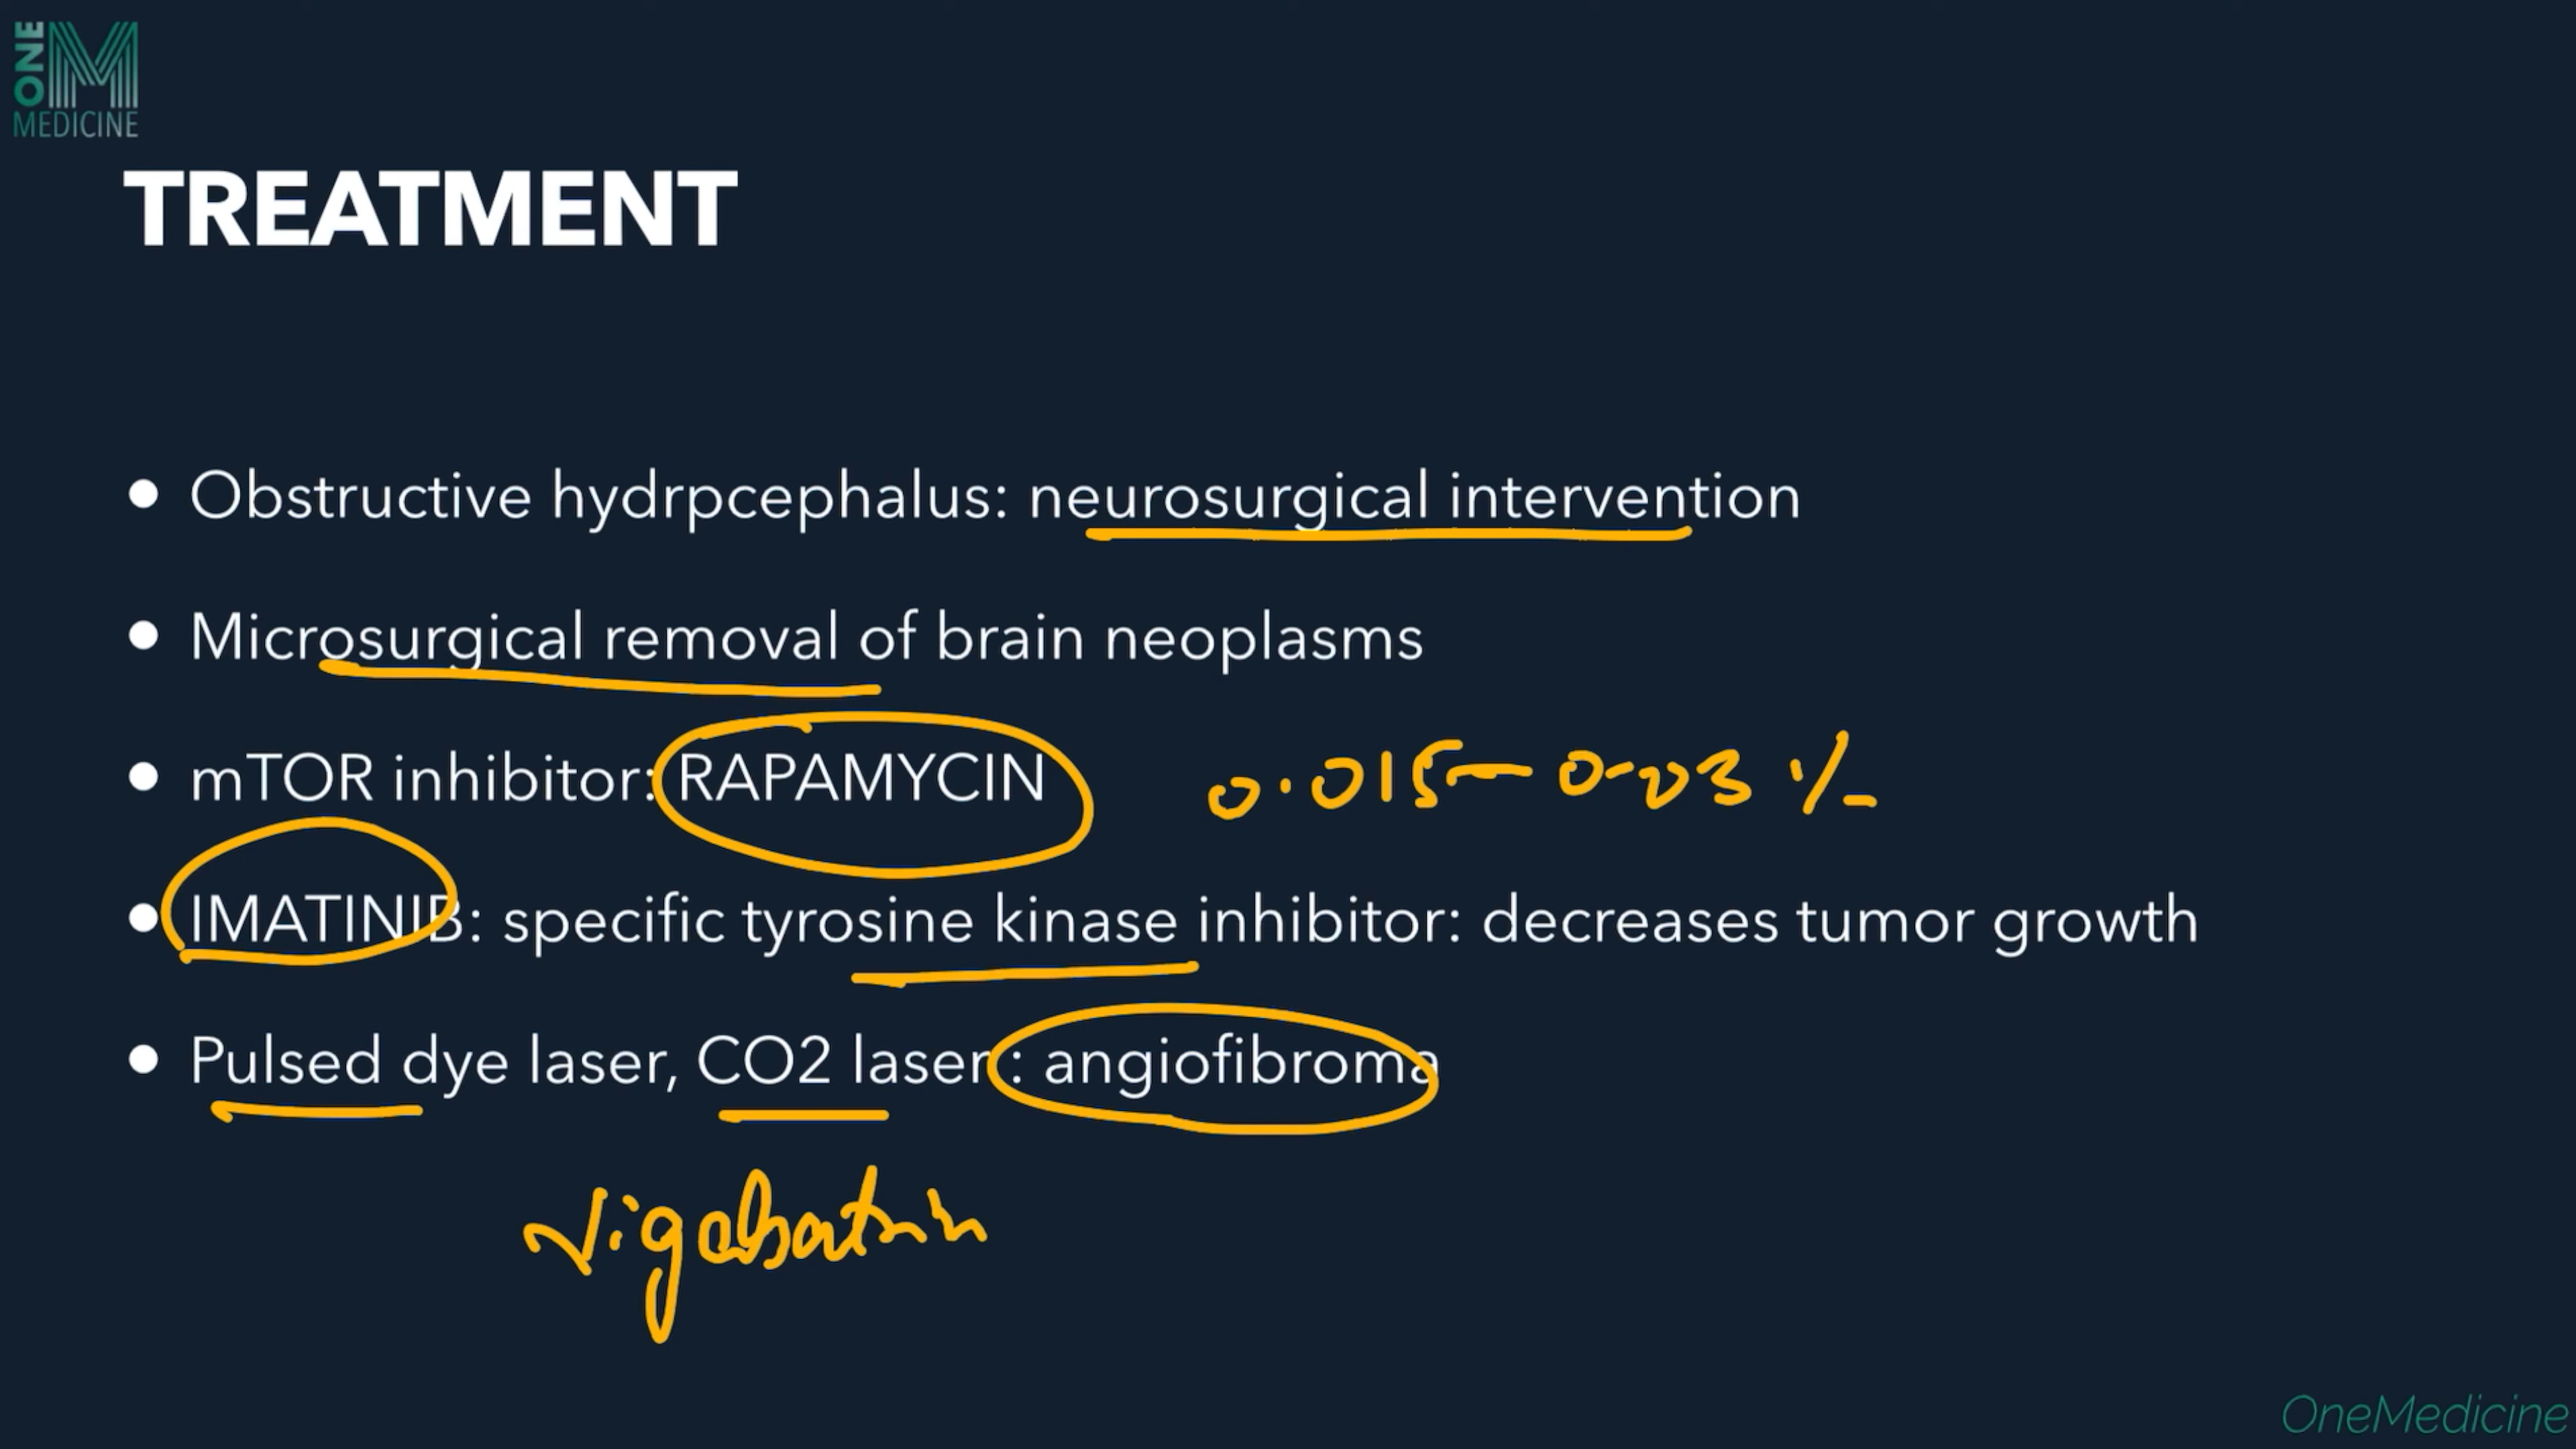 ONE
M
MEDICINE
TREATMENT
• Obstructive hydrpcephalus: neurosurgical intervention
• Microsurgical removal of brain neoplasms
• mTOR inhibitor: RAPAMYCIN 0.015 - 0.03 %
• IMATINIB: specific tyrosine kinase inhibitor: decreases tumor growth
• Pulsed dye laser, CO2 laser : angiofibroma
Vigabatrin
OneMedicine